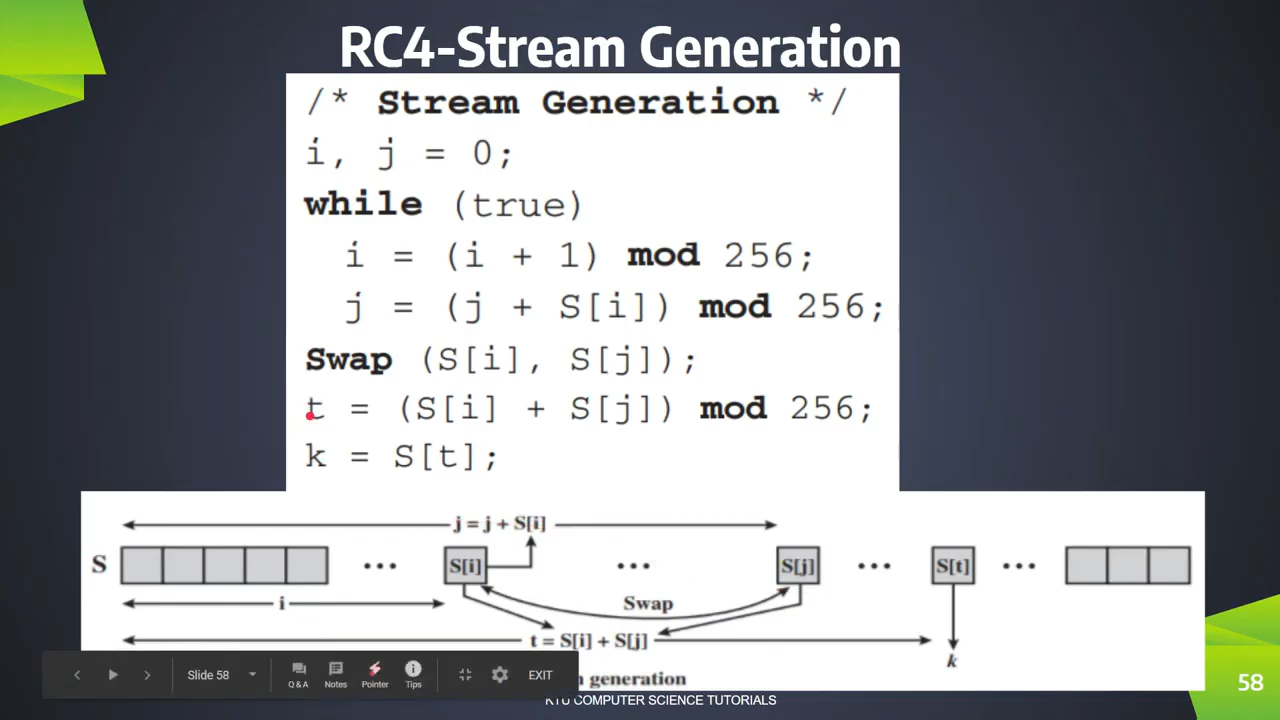 RC4-Stream Generation
/* Stream Generation */
i, j = 0;
while (true)
i = (i + 1) mod 256;
j = (j + S[i]) mod 256;
Swap (S[i], S[j]);
t = (S[i] + S[j]) mod 256;
k = S[t];
j = j + S[i]
S ... S[i] ... S[j] ... S[t] ...
i Swap
t = S[i] + S[j]
k
Slide 58 Q & A Notes Pointer Tips EXIT
generation
58
KTU COMPUTER SCIENCE TUTORIALS